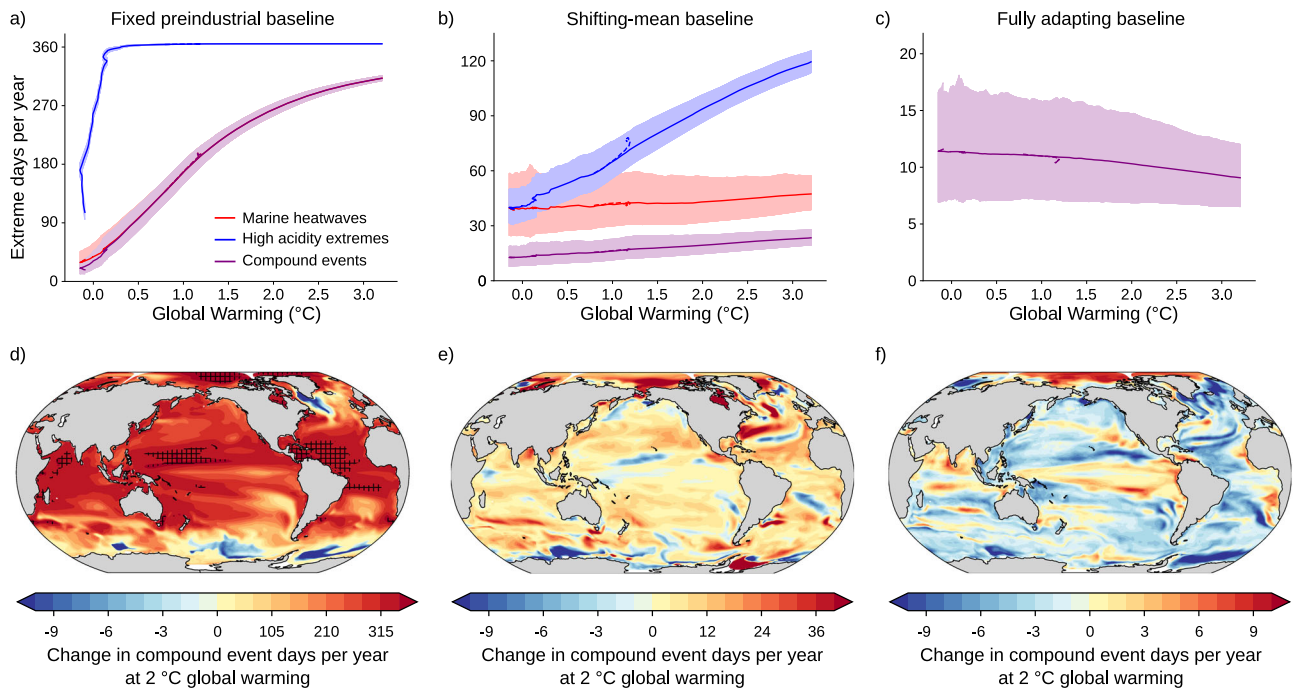 a) Fixed preindustrial baseline
b) Shifting-mean baseline
c) Fully adapting baseline
Extreme days per year
360
270
180
90
0
Marine heatwaves
High acidity extremes
Compound events
0.0 0.5 1.0 1.5 2.0 2.5 3.0
Global Warming (°C)
120
90
60
30
0
0.0 0.5 1.0 1.5 2.0 2.5 3.0
Global Warming (°C)
20
15
10
5
0
0.0 0.5 1.0 1.5 2.0 2.5 3.0
Global Warming (°C)
d)
e)
f)
-9 -6 -3 0 105 210 315
Change in compound event days per year
at 2 °C global warming
-9 -6 -3 0 12 24 36
Change in compound event days per year
at 2 °C global warming
-9 -6 -3 0 3 6 9
Change in compound event days per year
at 2 °C global warming